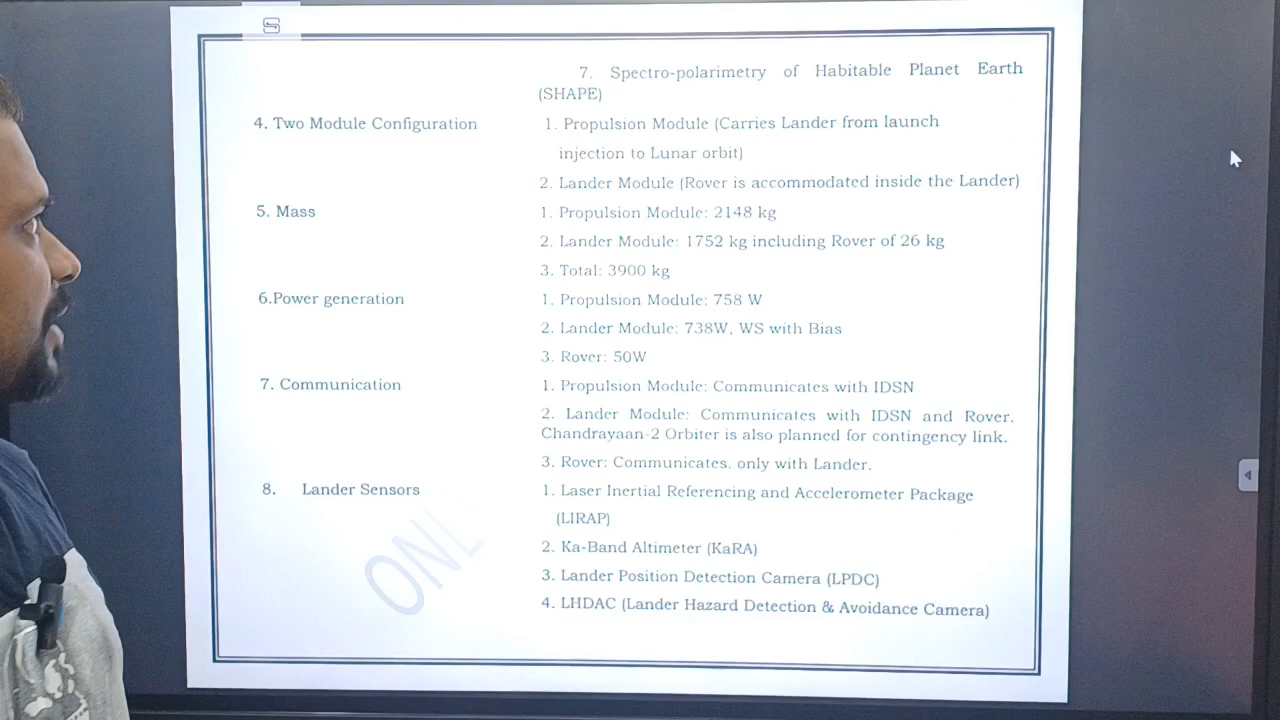 7. Spectro-polarimetry of Habitable Planet Earth
(SHAPE)
4. Two Module Configuration
1. Propulsion Module (Carries Lander from launch
injection to Lunar orbit)
2. Lander Module (Rover is accommodated inside the Lander)
5. Mass
1. Propulsion Module: 2148 kg
2. Lander Module: 1752 kg including Rover of 26 kg
3. Total: 3900 kg
6.Power generation
1. Propulsion Module: 758 W
2. Lander Module: 738W, WS with Bias
3. Rover: 50W
7. Communication
1. Propulsion Module: Communicates with IDSN
2. Lander Module: Communicates with IDSN and Rover.
Chandrayaan-2 Orbiter is also planned for contingency link.
3. Rover: Communicates, only with Lander.
8. Lander Sensors
1. Laser Inertial Referencing and Accelerometer Package
(LIRAP)
2. Ka-Band Altimeter (KaRA)
3. Lander Position Detection Camera (LPDC)
4. LHDAC (Lander Hazard Detection & Avoidance Camera)